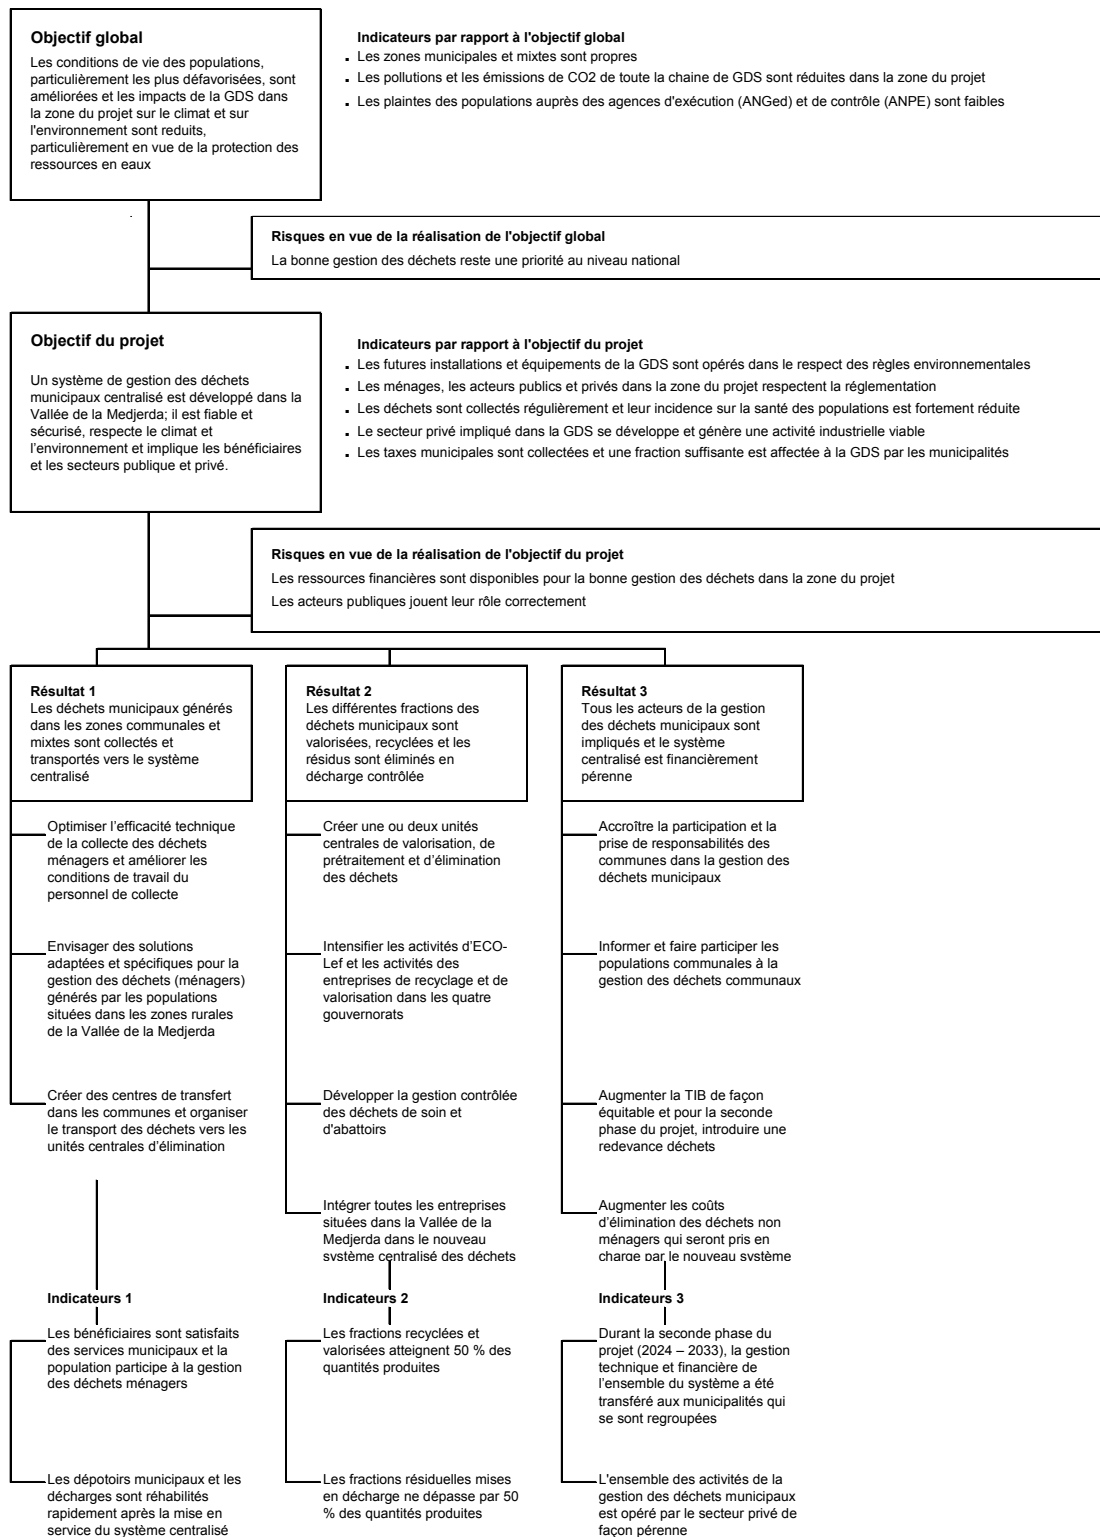 Objectif global
Les conditions de vie des populations,
particulièrement les plus défavorisées, sont
améliorées et les impacts de la GDS dans
la zone du projet sur le climat et sur
l'environnement sont reduits,
particulièrement en vue de la protection des
ressources en eaux
Indicateurs par rapport à l'objectif global
Les zones municipales et mixtes sont propres
Les pollutions et les émissions de CO2 de toute la chaine de GDS sont réduites dans la zone du projet
Les plaintes des populations auprès des agences d'exécution (ANGed) et de contrôle (ANPE) sont faibles
Risques en vue de la réalisation de l'objectif global
La bonne gestion des déchets reste une priorité au niveau national
Objectif du projet
Un système de gestion des déchets
municipaux centralisé est développé dans la
Vallée de la Medjerda; il est fiable et
sécurisé, respecte le climat et
l'environnement et implique les bénéficiaires
et les secteurs publique et privé.
Indicateurs par rapport à l'objectif du projet
Les futures installations et équipements de la GDS sont opérés dans le respect des règles environnementales
Les ménages, les acteurs publics et privés dans la zone du projet respectent la réglementation
Les déchets sont collectés régulièrement et leur incidence sur la santé des populations est fortement réduite
Le secteur privé impliqué dans la GDS se développe et génère une activité industrielle viable
Les taxes municipales sont collectées et une fraction suffisante est affectée à la GDS par les municipalités
Risques en vue de la réalisation de l'objectif du projet
Les ressources financières sont disponibles pour la bonne gestion des déchets dans la zone du projet
Les acteurs publiques jouent leur rôle correctement
Résultat 1
Les déchets municipaux générés
dans les zones communales et
mixtes sont collectés et
transportés vers le système
centralisé
Résultat 2
Les différentes fractions des
déchets municipaux sont
valorisées, recyclées et les
résidus sont éliminés en
décharge contrôlée
Résultat 3
Tous les acteurs de la gestion
des déchets municipaux sont
impliqués et le système
centralisé est financièrement
pérenne
Optimiser l'efficacité technique
de la collecte des déchets
ménagers et améliorer les
conditions de travail du
personnel de collecte
Créer une ou deux unités
centrales de valorisation, de
prétraitement et d'élimination
des déchets
Accroître la participation et la
prise de responsabilités des
communes dans la gestion des
déchets municipaux
Envisager des solutions
adaptées et spécifiques pour la
gestion des déchets (ménagers)
générés par les populations
situées dans les zones rurales
de la Vallée de la Medjerda
Intensifier les activités d'ECO-
Lef et les activités des
entreprises de recyclage et de
valorisation dans les quatre
gouvernorats
Informer et faire participer les
populations communales à la
gestion des déchets communaux
Créer des centres de transfert
dans les communes et organiser
le transport des déchets vers les
unités centrales d'élimination
Développer la gestion contrôlée
des déchets de soin et
d'abattoirs
Augmenter la TIB de façon
équitable et pour la seconde
phase du projet, introduire une
redevance déchets
Intégrer toutes les entreprises
situées dans la Vallée de la
Medjerda dans le nouveau
système centralisé des déchets
Augmenter les coûts
d'élimination des déchets non
ménagers qui seront pris en
charge par le nouveau système
Indicateurs 1
Les bénéficiaires sont satisfaits
des services municipaux et la
population participe à la gestion
des déchets ménagers
Indicateurs 2
Les fractions recyclées et
valorisées atteignent 50 % des
quantités produites
Indicateurs 3
Durant la seconde phase du
projet (2024 – 2033), la gestion
technique et financière de
l'ensemble du système a été
transféré aux municipalités qui
se sont regroupées
Les dépotoirs municipaux et les
décharges sont réhabilités
rapidement après la mise en
service du système centralisé
Les fractions résiduelles mises
en décharge ne dépasse par 50
% des quantités produites
L'ensemble des activités de la
gestion des déchets municipaux
est opéré par le secteur privé de
façon pérenne